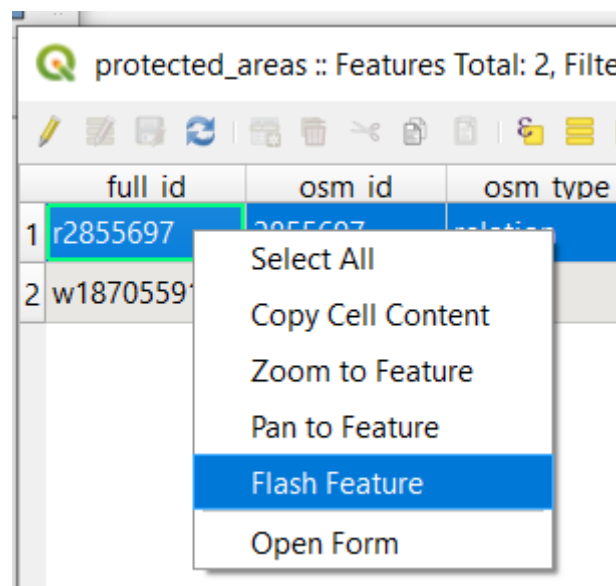 protected_areas :: Features Total: 2, Filte
full_id osm_id osm_type
1 r2855697 2855697 relation
2 w18705591
Select All
Copy Cell Content
Zoom to Feature
Pan to Feature
Flash Feature
Open Form